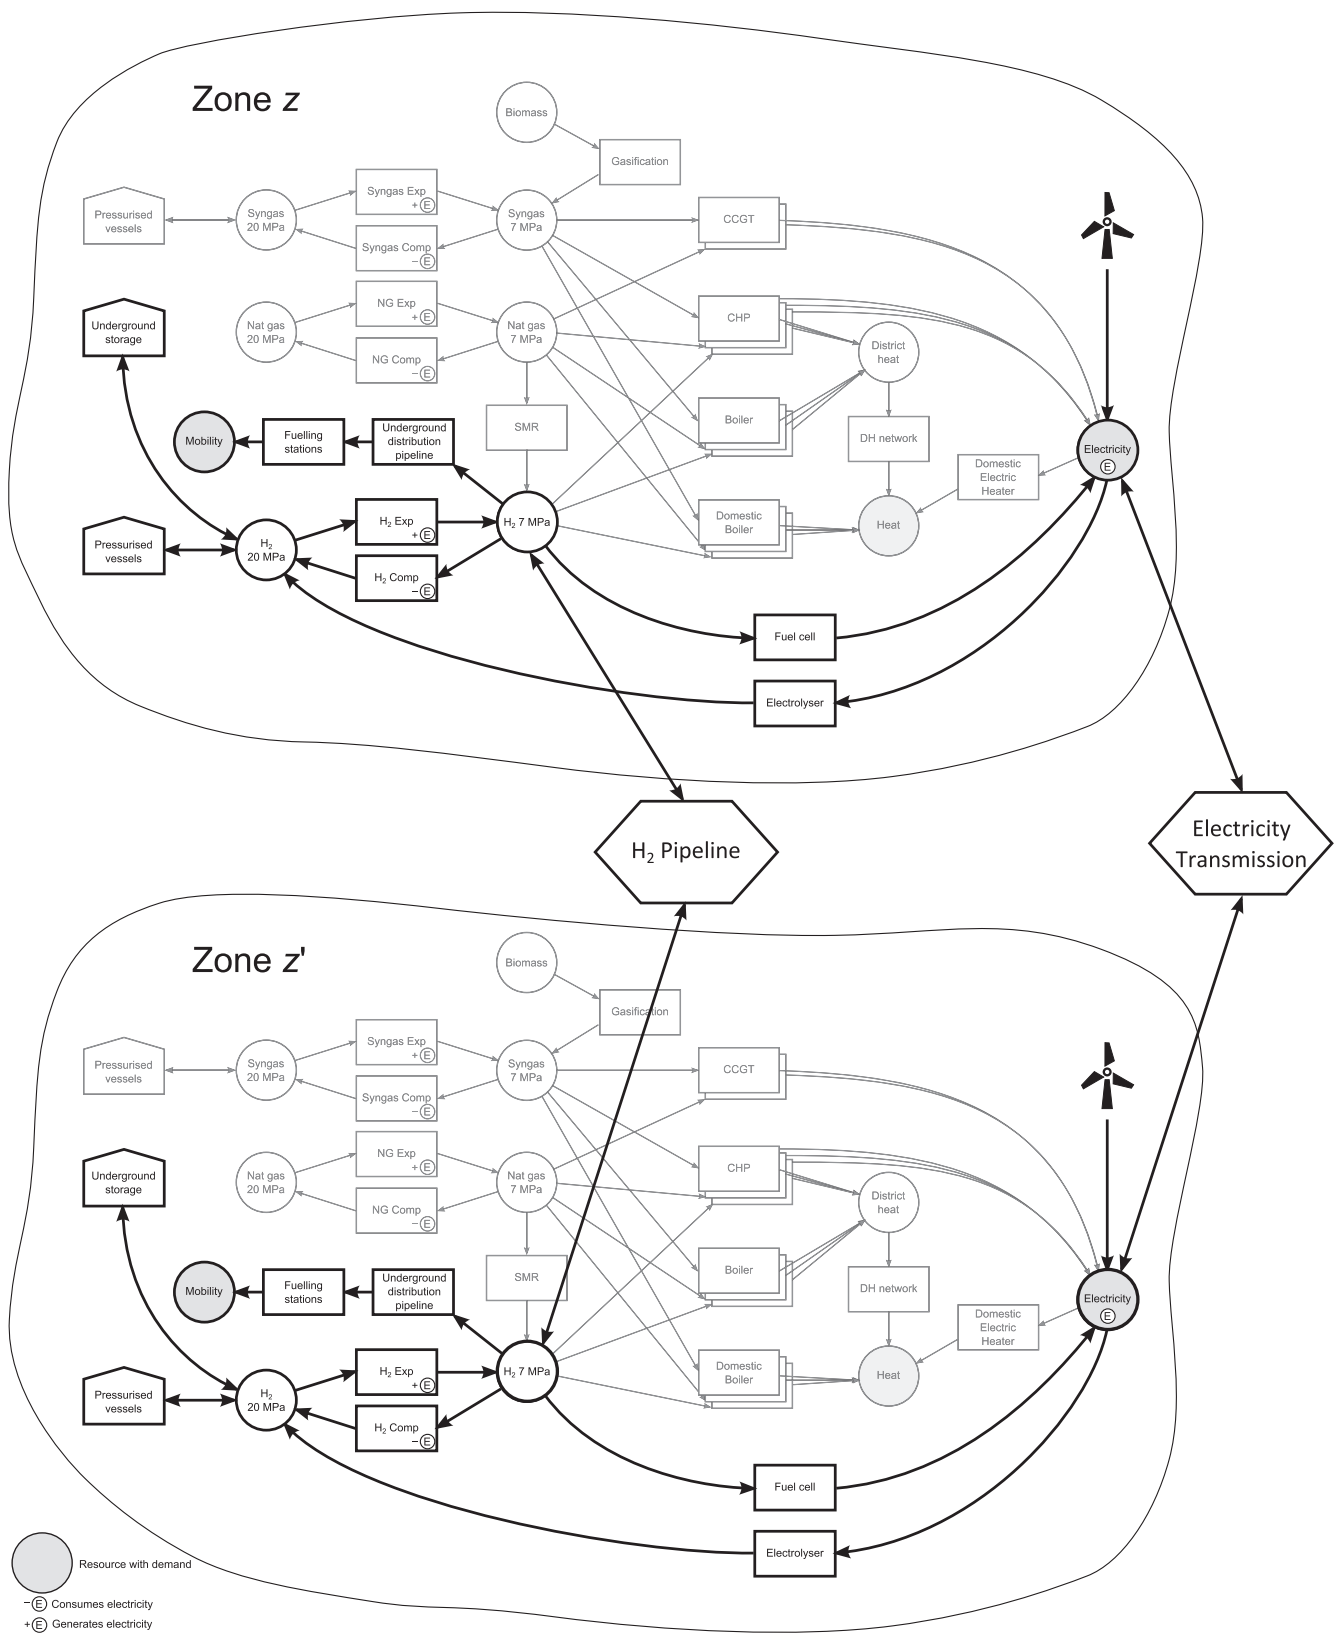 Zone z
Biomass
Gasification
Pressurised
vessels
Syngas
20 MPa
Syngas Exp
+ E
Syngas Comp
– E
Syngas
7 MPa
CCGT
Underground
storage
Nat gas
20 MPa
NG Exp
+ E
NG Comp
– E
Nat gas
7 MPa
CHP
District
heat
Mobility
Fuelling
stations
Underground
distribution
pipeline
SMR
Boiler
DH network
Electricity
E
Domestic
Electric
Heater
Pressurised
vessels
H2
20 MPa
H2 Exp
+ E
H2 Comp
– E
H2 7 MPa
Domestic
Boiler
Heat
Fuel cell
Electrolyser
H2 Pipeline
Electricity
Transmission
Zone z'
Biomass
Gasification
Pressurised
vessels
Syngas
20 MPa
Syngas Exp
+ E
Syngas Comp
– E
Syngas
7 MPa
CCGT
Underground
storage
Nat gas
20 MPa
NG Exp
+ E
NG Comp
– E
Nat gas
7 MPa
CHP
District
heat
Mobility
Fuelling
stations
Underground
distribution
pipeline
SMR
Boiler
DH network
Electricity
E
Domestic
Electric
Heater
Pressurised
vessels
H2
20 MPa
H2 Exp
+ E
H2 Comp
– E
H2 7 MPa
Domestic
Boiler
Heat
Fuel cell
Electrolyser
Resource with demand
– E Consumes electricity
+ E Generates electricity